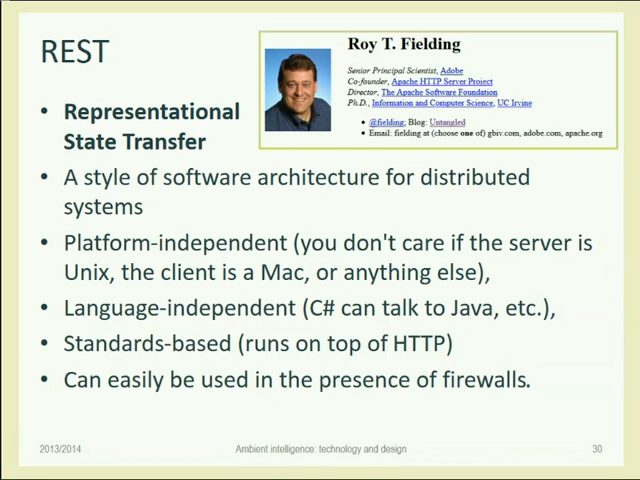 REST
Roy T. Fielding
Senior Principal Scientist, Adobe
Co-founder, Apache HTTP Server Project
Director, The Apache Software Foundation
Ph.D., Information and Computer Science, UC Irvine
• @fielding; Blog: Untangled
• Email: fielding at (choose one of) gbiv.com, adobe.com, apache.org
• Representational
State Transfer
• A style of software architecture for distributed
systems
• Platform-independent (you don't care if the server is
Unix, the client is a Mac, or anything else),
• Language-independent (C# can talk to Java, etc.),
• Standards-based (runs on top of HTTP)
• Can easily be used in the presence of firewalls.
2013/2014
Ambient intelligence: technology and design
30